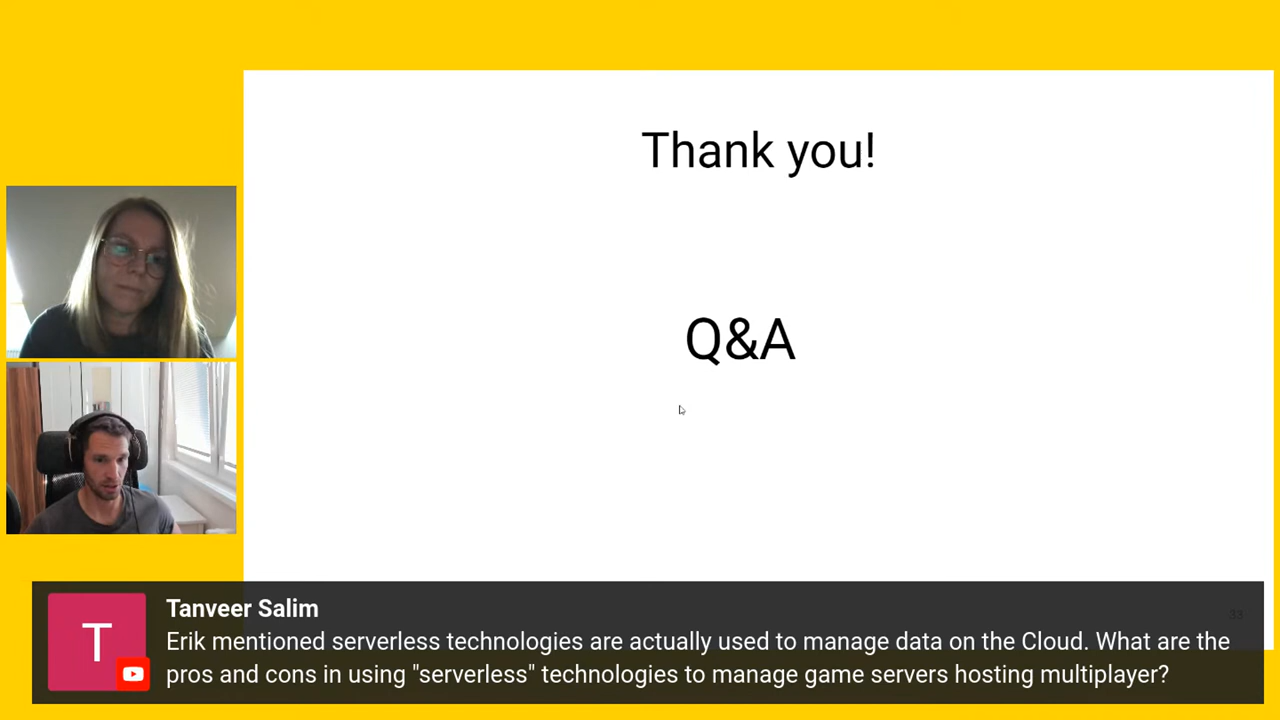 Thank you!
Q&A
33
T
Tanveer Salim
Erik mentioned serverless technologies are actually used to manage data on the Cloud. What are the
pros and cons in using "serverless" technologies to manage game servers hosting multiplayer?